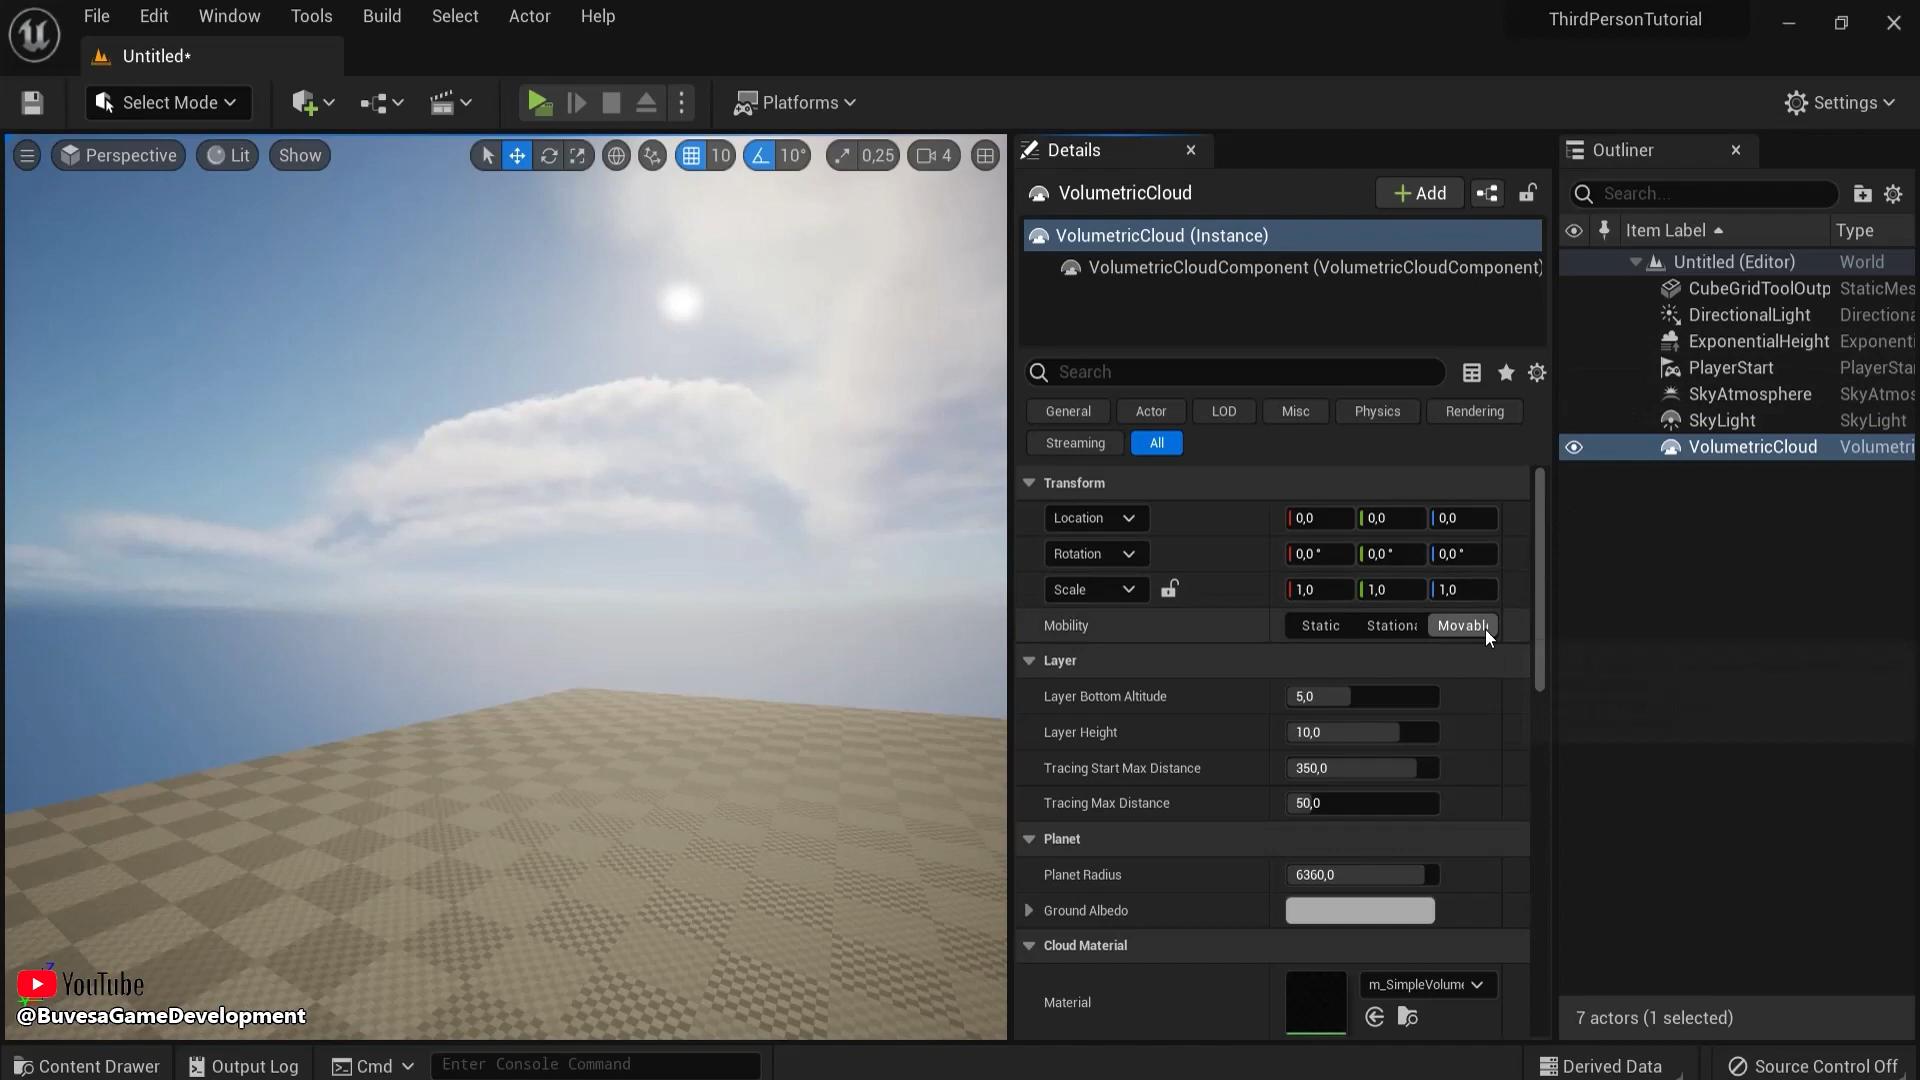 File Edit Window Tools Build Select Actor Help
ThirdPersonTutorial
Untitled*
Select Mode
Platforms
Settings
Perspective Lit Show
10 10° 0,25 4
Details
Outliner
VolumetricCloud
Add
Search...
VolumetricCloud (Instance)
VolumetricCloudComponent (VolumetricCloudComponent)
Item Label Type
Untitled (Editor) World
CubeGridToolOutp StaticMes
DirectionalLight Directiona
ExponentialHeight Exponenti
PlayerStart PlayerSta
SkyAtmosphere SkyAtmos
SkyLight SkyLight
VolumetricCloud Volumetri
Search
General Actor LOD Misc Physics Rendering
Streaming All
Transform
Location 0,0 0,0 0,0
Rotation 0,0 ° 0,0 ° 0,0 °
Scale 1,0 1,0 1,0
Mobility Static Stationa Movabl
Layer
Layer Bottom Altitude 5,0
Layer Height 10,0
Tracing Start Max Distance 350,0
Tracing Max Distance 50,0
Planet
Planet Radius 6360,0
Ground Albedo
Cloud Material
Material m_SimpleVolume
YouTube
@BuvesaGameDevelopment
7 actors (1 selected)
Content Drawer Output Log Cmd Enter Console Command Derived Data Source Control Off